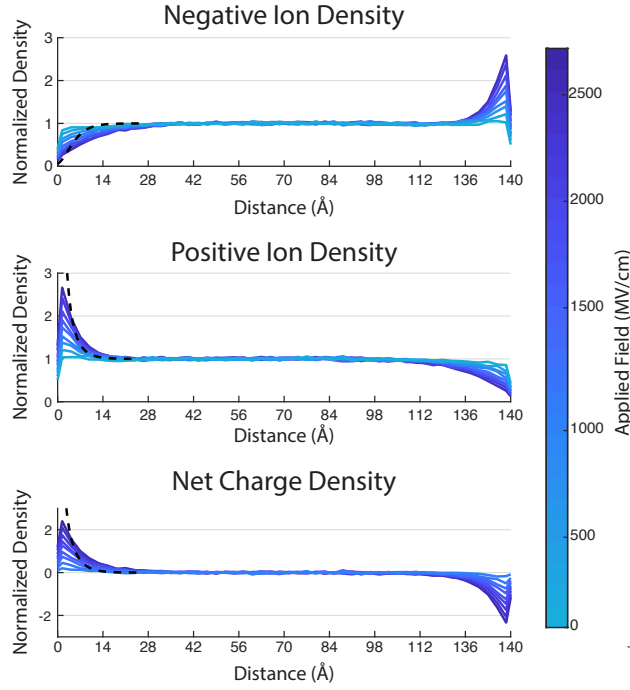 Negative Ion Density
Normalized Density
3
2
1
0
0 14 28 42 56 70 84 98 112 126 140
Distance (Å)
Positive Ion Density
Normalized Density
3
2
1
0
0 14 28 42 56 70 84 98 112 136 140
Distance (Å)
Net Charge Density
Normalized Density
2
0
-2
0 14 28 42 56 70 84 98 112 136 140
Distance (Å)
2500
2000
1500
1000
500
0
Applied Field (MV/cm)